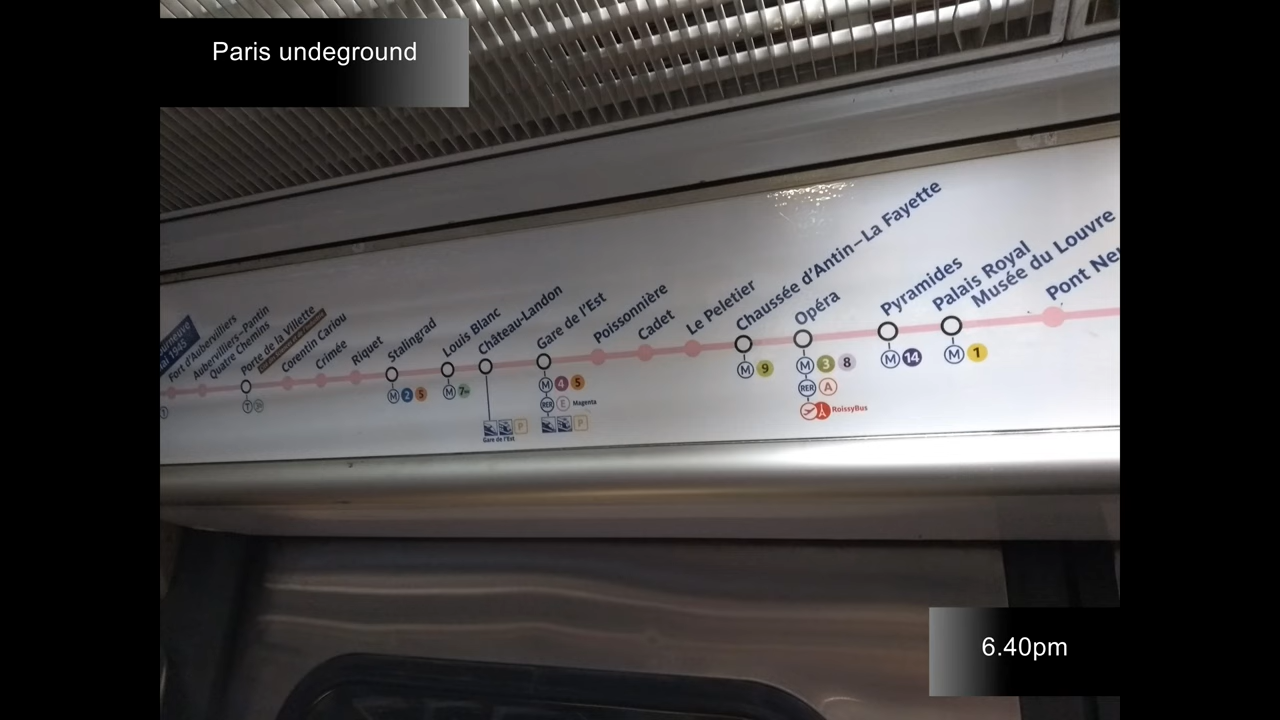 Paris undeground
Fort d'Aubervilliers
Aubervilliers–Pantin
Quatre Chemins
Porte de la Villette
Corentin Cariou
Crimée
Riquet
Stalingrad
M 2 5
Louis Blanc
M 7
Château-Landon
P
Gare de l'Est
Gare de l'Est
M 4 5
RER E Magenta
P
Poissonnière
Cadet
Le Peletier
Chaussée d'Antin–La Fayette
M 9
Opéra
M 3 8
RER A
RoissyBus
Pyramides
M 14
Palais Royal
Musée du Louvre
M 1
Pont Neu
6.40pm